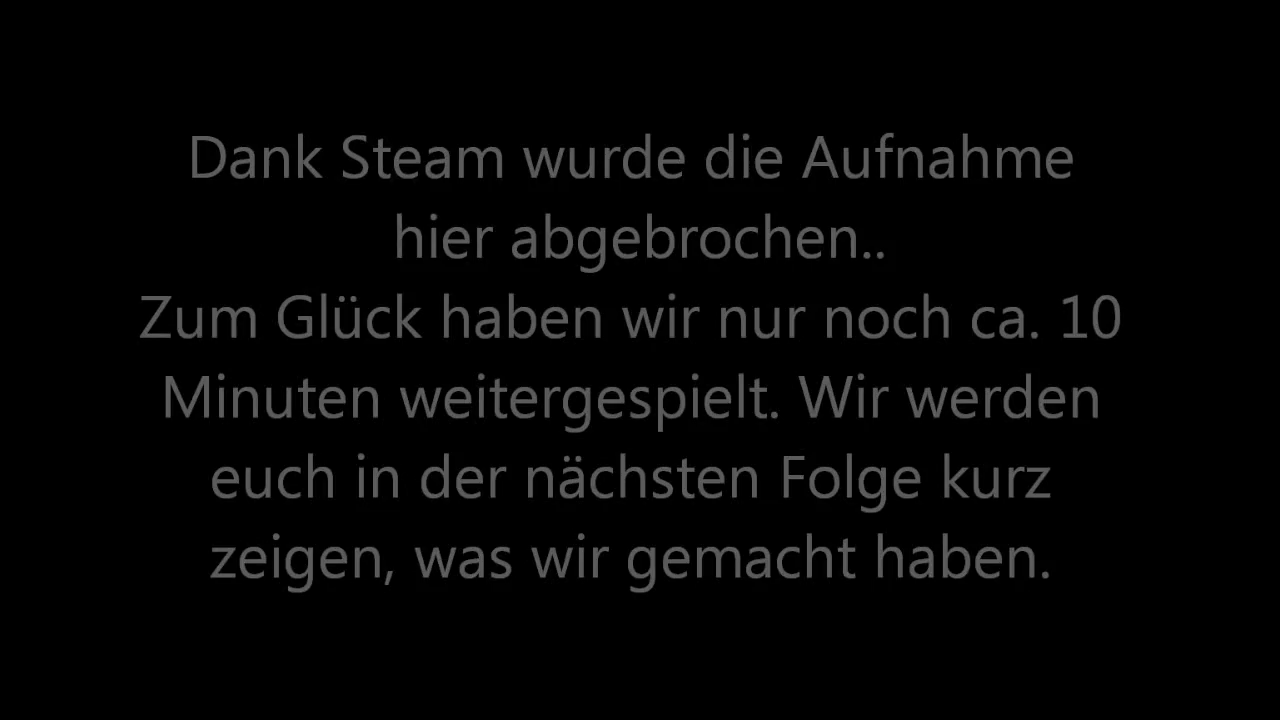 Dank Steam wurde die Aufnahme
hier abgebrochen..
Zum Glück haben wir nur noch ca. 10
Minuten weitergespielt. Wir werden
euch in der nächsten Folge kurz
zeigen, was wir gemacht haben.